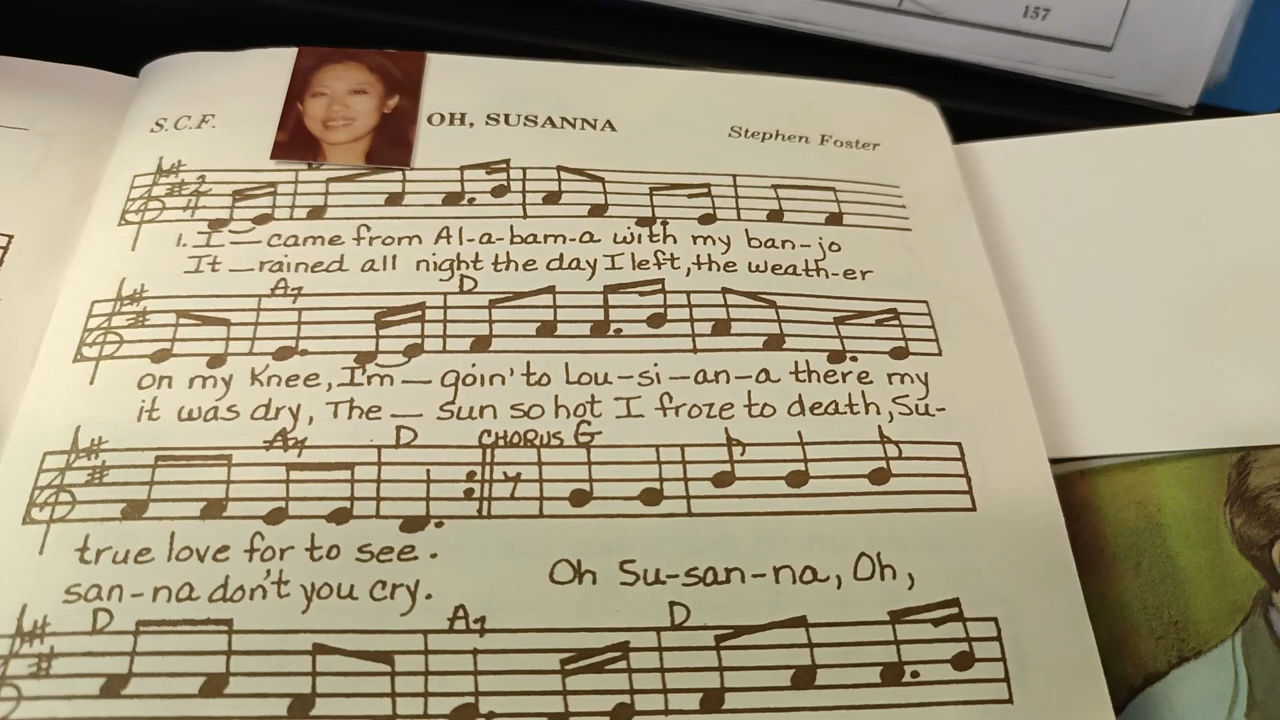 157
S.C.F.
OH, SUSANNA
Stephen Foster
2
4
1. I — came from Al-a-bam-a with my ban-jo
It — rained all night the day I left, the weath-er
A7 D
on my Knee, I'm — goin' to Lou-si-an-a there my
it was dry, The — sun so hot I froze to death, Su-
A7 D CHORUS G
true love for to see.
san-na don't you cry.
Oh Su-san-na, Oh,
D A7 D